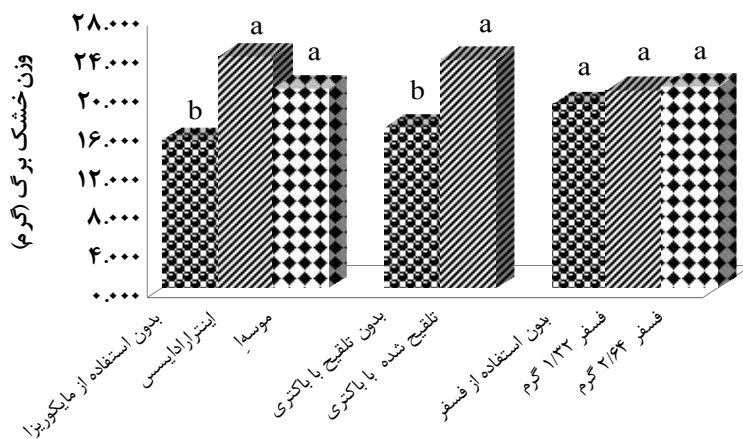 وزن خشک برگ (گرم)
۲۸.۰۰۰
۲۴.۰۰۰
۲۰.۰۰۰
۱۶.۰۰۰
۱۲.۰۰۰
۸.۰۰۰
۴.۰۰۰
۰.۰۰۰
b
a
a
b
a
a
a
a
بدون استفاده از مایکوریزا
اینترارادایسس
موسه‌ا
بدون تلقیح با باکتری
تلقیح شده با باکتری
بدون استفاده از فسفر
فسفر ۱/۳۲ گرم
فسفر ۲/۶۴ گرم